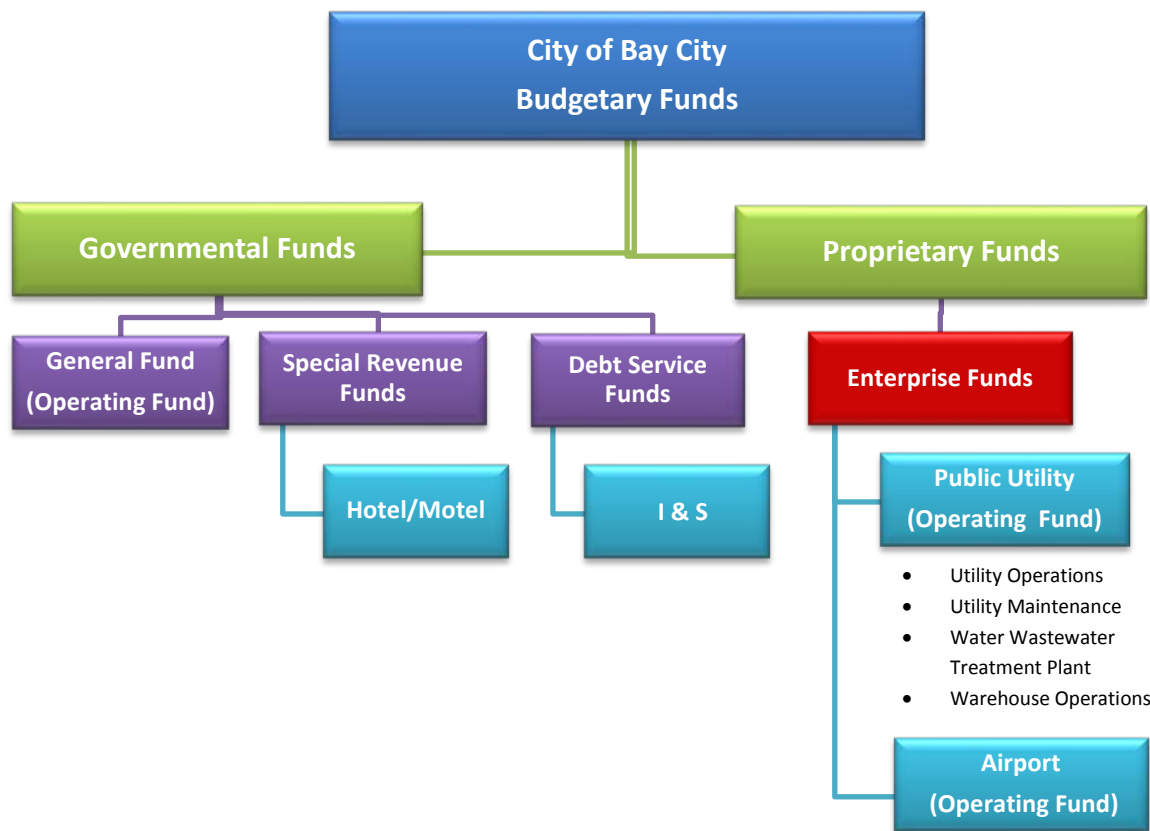 City of Bay City
Budgetary Funds
Governmental Funds
Proprietary Funds
General Fund
(Operating Fund)
Special Revenue
Funds
Debt Service
Funds
Enterprise Funds
Hotel/Motel
I & S
Public Utility
(Operating Fund)
• Utility Operations
• Utility Maintenance
• Water Wastewater
Treatment Plant
• Warehouse Operations
Airport
(Operating Fund)